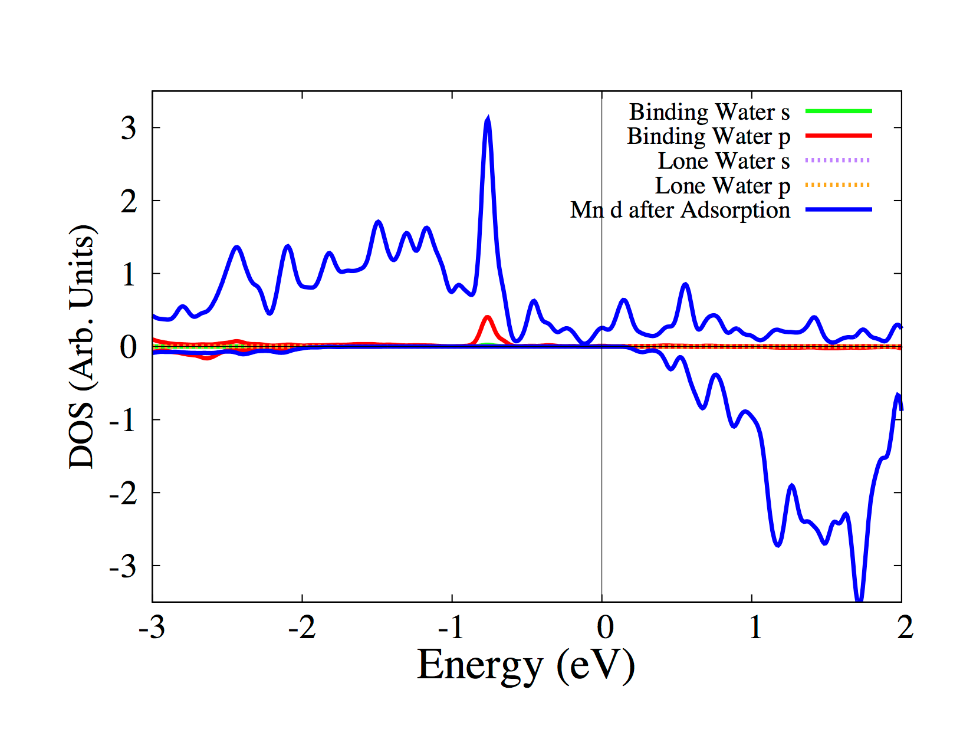 Binding Water s
Binding Water p
Lone Water s
Lone Water p
Mn d after Adsorption
3
2
1
0
-1
-2
-3
DOS (Arb. Units)
-3 -2 -1 0 1 2
Energy (eV)